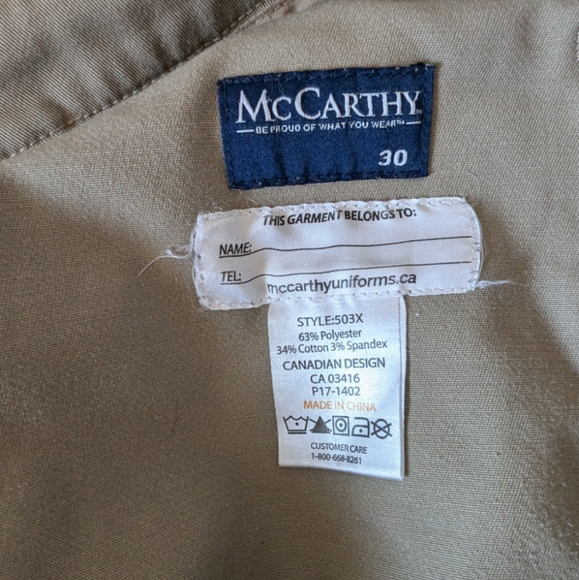 McCARTHY
BE PROUD OF WHAT YOU WEAR™
30
THIS GARMENT BELONGS TO:
NAME:
TEL:
mccarthyuniforms.ca
STYLE:503X
63% Polyester
34% Cotton 3% Spandex
CANADIAN DESIGN
CA 03416
P17-1402
MADE IN CHINA
CUSTOMER CARE
1-800-668-8261